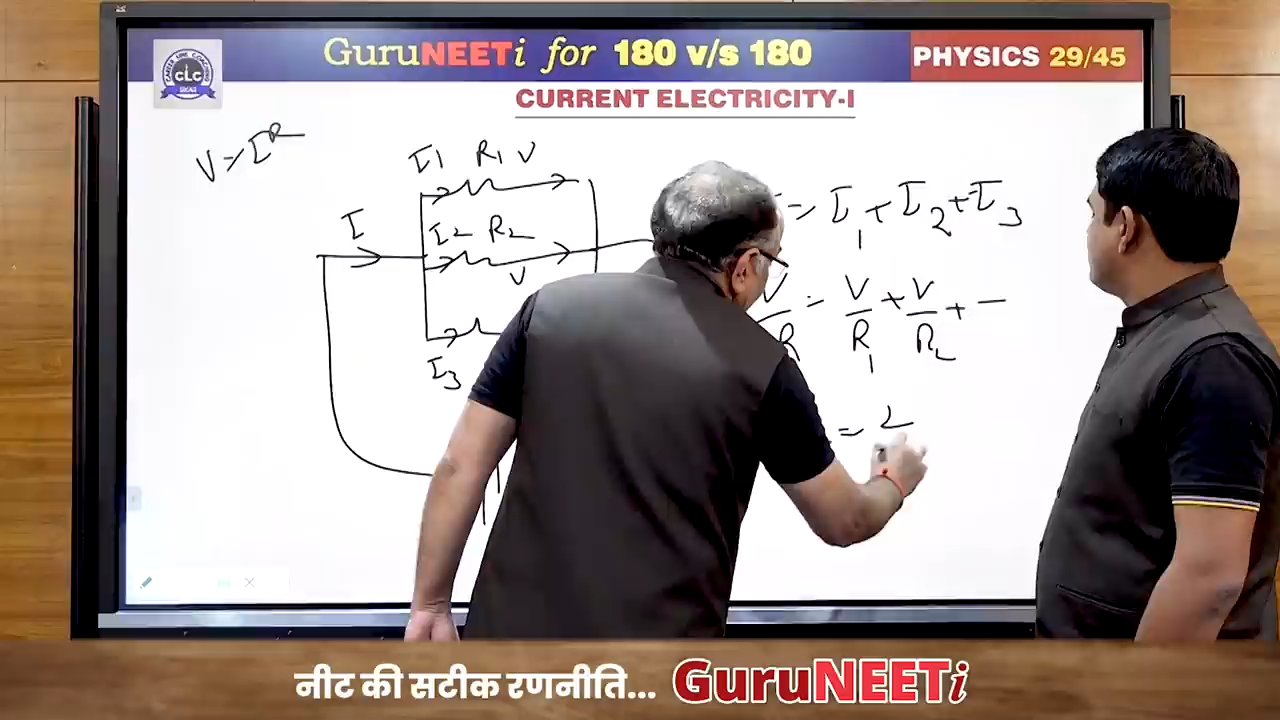 GuruNEETi for 180 v/s 180
PHYSICS 29/45
CLC
CURRENT ELECTRICITY-I
V = IR
I1 R1 V
I
I2 R2
V
I3
= I1 + I2 + I3
V/R = V/R1 + V/R2 + —
=
नीट की सटीक रणनीति... GuruNEETi